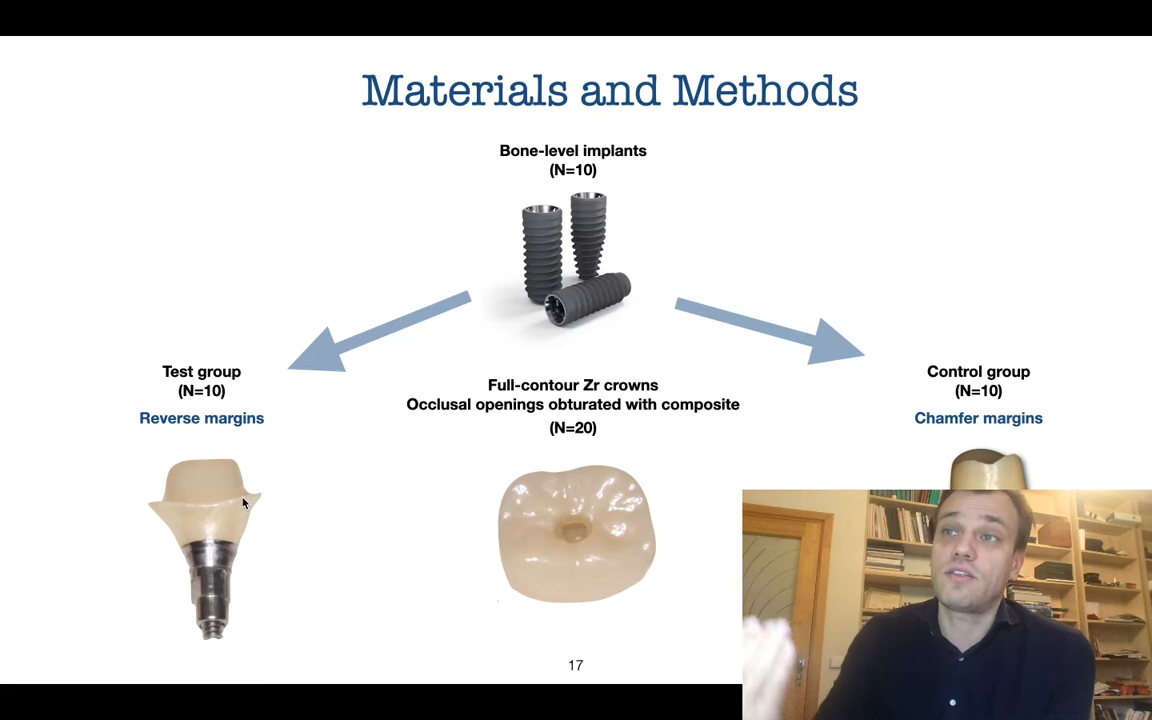 Materials and Methods
Bone-level implants
(N=10)
Test group
(N=10)
Reverse margins
Full-contour Zr crowns
Occlusal openings obturated with composite
(N=20)
Control group
(N=10)
Chamfer margins
17